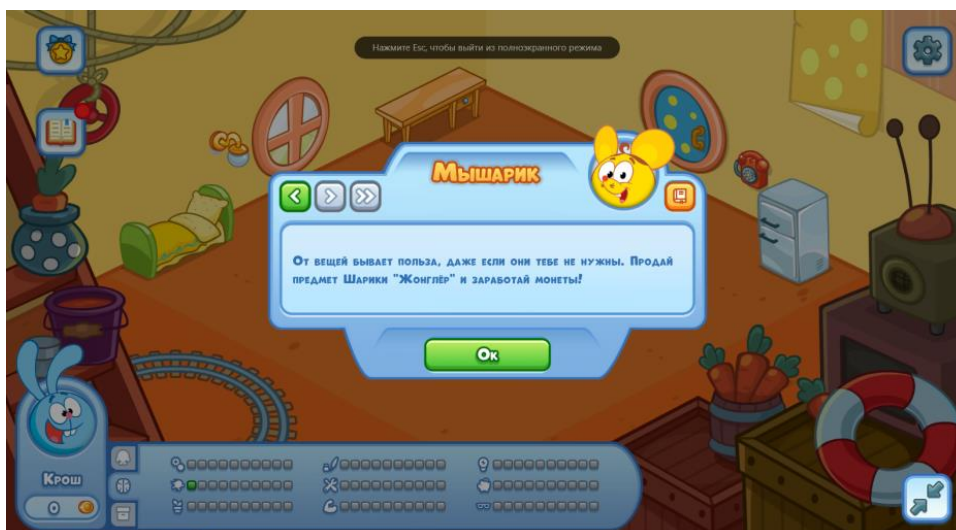 Нажмите Esc, чтобы выйти из полноэкранного режима
Мышарик
От вещей бывает польза, даже если они тебе не нужны. Продай
предмет Шарики "Жонглёр" и заработай монеты!
Ок
Крош
0